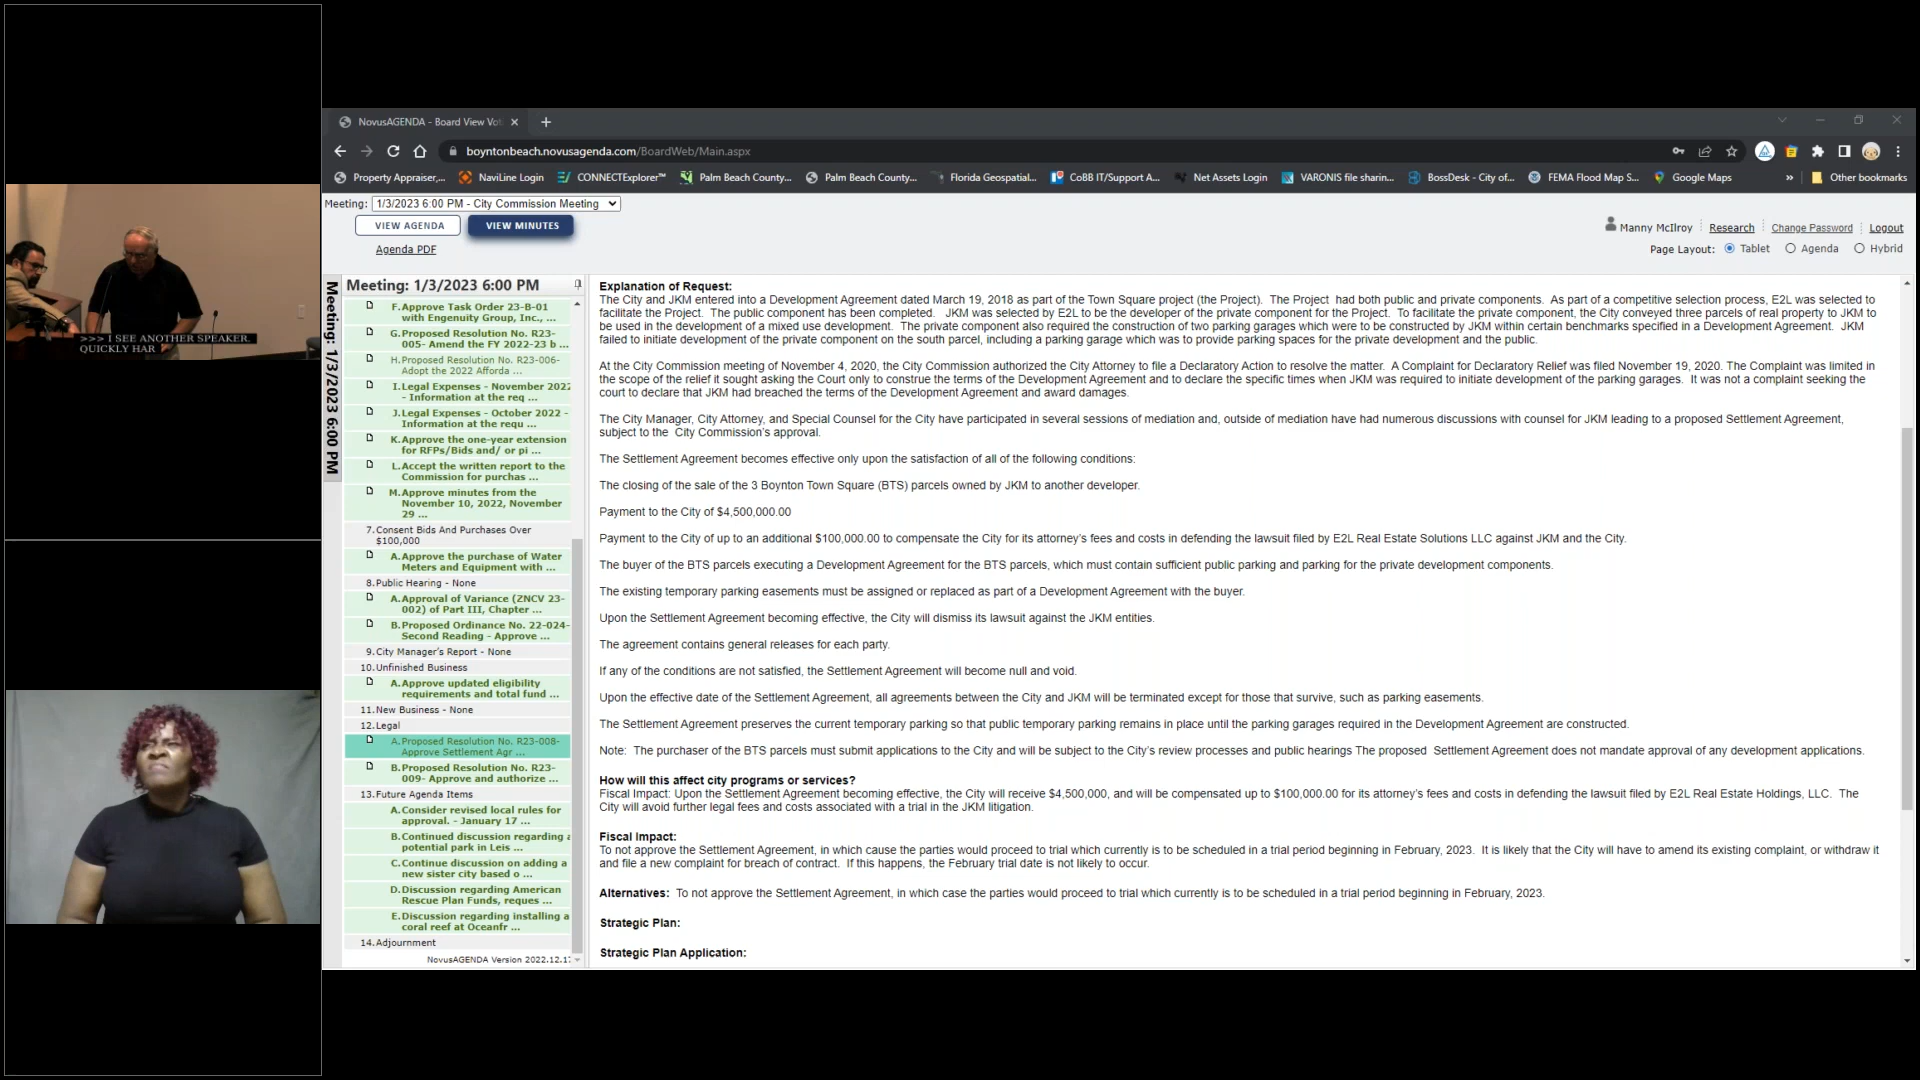 >>> I SEE ANOTHER SPEAKER.
QUICKLY HAR
NovusAGENDA - Board View Vot
boyntonbeach.novusagenda.com/BoardWeb/Main.aspx
Property Appraiser,... NaviLine Login CONNECTExplorer™ Palm Beach County... Palm Beach County... Florida Geospatial... CoBB IT/Support A... Net Assets Login VARONIS file sharin... BossDesk - City of... FEMA Flood Map S... Google Maps » Other bookmarks
Meeting: 1/3/2023 6:00 PM - City Commission Meeting
VIEW AGENDA VIEW MINUTES
Agenda PDF
Manny McIlroy Research Change Password Logout
Page Layout: Tablet Agenda Hybrid
Meeting: 1/3/2023 6:00 PM
Meeting: 1/3/2023 6:00 PM
F. Approve Task Order 23-B-01
with Engenuity Group, Inc., ...
G. Proposed Resolution No. R23-
005- Amend the FY 2022-23 b ...
H. Proposed Resolution No. R23-006-
Adopt the 2022 Afforda ...
I. Legal Expenses - November 2022
- Information at the req ...
J. Legal Expenses - October 2022 -
Information at the requ ...
K. Approve the one-year extension
for RFPs/Bids and/ or pi ...
L. Accept the written report to the
Commission for purchas ...
M. Approve minutes from the
November 10, 2022, November
29 ...
7. Consent Bids And Purchases Over
$100,000
A. Approve the purchase of Water
Meters and Equipment with ...
8. Public Hearing - None
A. Approval of Variance (ZNCV 23-
002) of Part III, Chapter ...
B. Proposed Ordinance No. 22-024-
Second Reading - Approve ...
9. City Manager's Report - None
10. Unfinished Business
A. Approve updated eligibility
requirements and total fund ...
11. New Business - None
12. Legal
A. Proposed Resolution No. R23-008-
Approve Settlement Agr ...
B. Proposed Resolution No. R23-
009- Approve and authorize ...
13. Future Agenda Items
A. Consider revised local rules for
approval. - January 17 ...
B. Continued discussion regarding a
potential park in Leis ...
C. Continue discussion on adding a
new sister city based o ...
D. Discussion regarding American
Rescue Plan Funds, reques ...
E. Discussion regarding installing a
coral reef at Oceanfr ...
14. Adjournment
NovusAGENDA Version 2022.12.17
Explanation of Request:
The City and JKM entered into a Development Agreement dated March 19, 2018 as part of the Town Square project (the Project). The Project had both public and private components. As part of a competitive selection process, E2L was selected to
facilitate the Project. The public component has been completed. JKM was selected by E2L to be the developer of the private component for the Project. To facilitate the private component, the City conveyed three parcels of real property to JKM to
be used in the development of a mixed use development. The private component also required the construction of two parking garages which were to be constructed by JKM within certain benchmarks specified in a Development Agreement. JKM
failed to initiate development of the private component on the south parcel, including a parking garage which was to provide parking spaces for the private development and the public.
At the City Commission meeting of November 4, 2020, the City Commission authorized the City Attorney to file a Declaratory Action to resolve the matter. A Complaint for Declaratory Relief was filed November 19, 2020. The Complaint was limited in
the scope of the relief it sought asking the Court only to construe the terms of the Development Agreement and to declare the specific times when JKM was required to initiate development of the parking garages. It was not a complaint seeking the
court to declare that JKM had breached the terms of the Development Agreement and award damages.
The City Manager, City Attorney, and Special Counsel for the City have participated in several sessions of mediation and, outside of mediation have had numerous discussions with counsel for JKM leading to a proposed Settlement Agreement,
subject to the City Commission's approval.
The Settlement Agreement becomes effective only upon the satisfaction of all of the following conditions:
The closing of the sale of the 3 Boynton Town Square (BTS) parcels owned by JKM to another developer.
Payment to the City of $4,500,000.00
Payment to the City of up to an additional $100,000.00 to compensate the City for its attorney's fees and costs in defending the lawsuit filed by E2L Real Estate Solutions LLC against JKM and the City.
The buyer of the BTS parcels executing a Development Agreement for the BTS parcels, which must contain sufficient public parking and parking for the private development components.
The existing temporary parking easements must be assigned or replaced as part of a Development Agreement with the buyer.
Upon the Settlement Agreement becoming effective, the City will dismiss its lawsuit against the JKM entities.
The agreement contains general releases for each party.
If any of the conditions are not satisfied, the Settlement Agreement will become null and void.
Upon the effective date of the Settlement Agreement, all agreements between the City and JKM will be terminated except for those that survive, such as parking easements.
The Settlement Agreement preserves the current temporary parking so that public temporary parking remains in place until the parking garages required in the Development Agreement are constructed.
Note: The purchaser of the BTS parcels must submit applications to the City and will be subject to the City's review processes and public hearings The proposed Settlement Agreement does not mandate approval of any development applications.
How will this affect city programs or services?
Fiscal Impact: Upon the Settlement Agreement becoming effective, the City will receive $4,500,000, and will be compensated up to $100,000.00 for its attorney's fees and costs in defending the lawsuit filed by E2L Real Estate Holdings, LLC. The
City will avoid further legal fees and costs associated with a trial in the JKM litigation.
Fiscal Impact:
To not approve the Settlement Agreement, in which cause the parties would proceed to trial which currently is to be scheduled in a trial period beginning in February, 2023. It is likely that the City will have to amend its existing complaint, or withdraw it
and file a new complaint for breach of contract. If this happens, the February trial date is not likely to occur.
Alternatives: To not approve the Settlement Agreement, in which case the parties would proceed to trial which currently is to be scheduled in a trial period beginning in February, 2023.
Strategic Plan:
Strategic Plan Application: